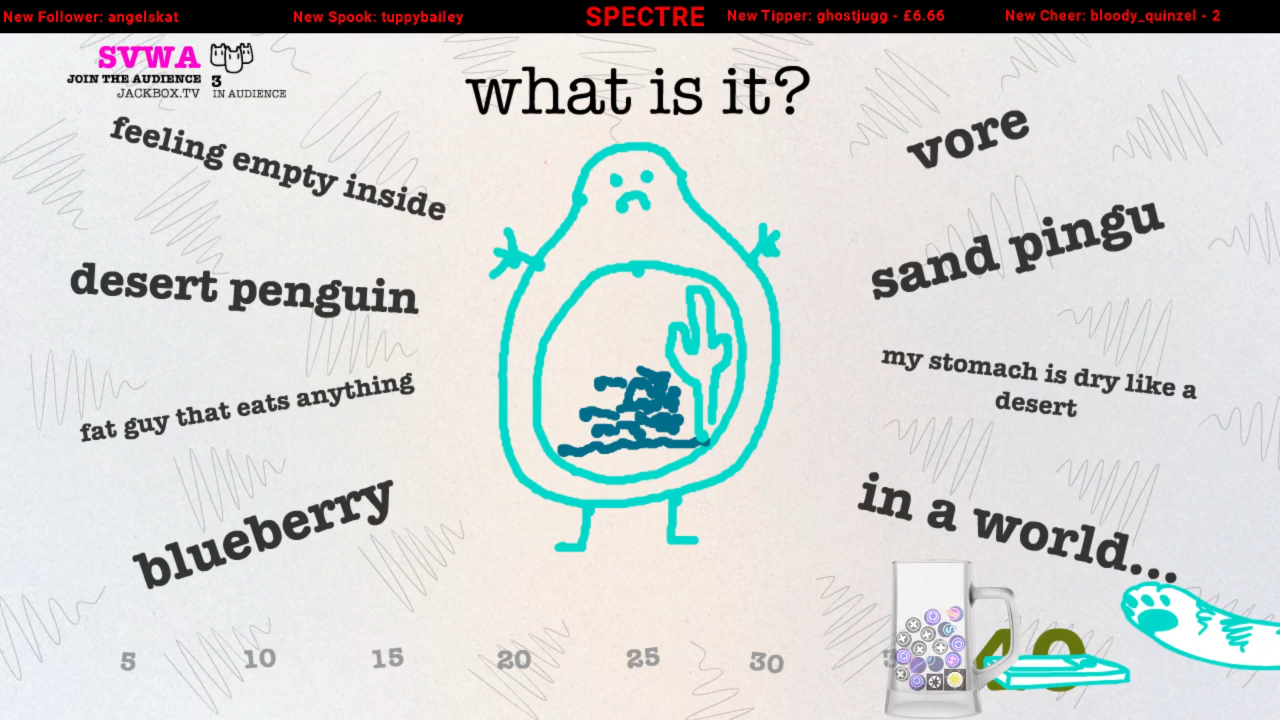 New Follower: angelskat
New Spook: tuppybailey
SPECTRE
New Tipper: ghostjugg - £6.66
New Cheer: bloody_quinzel - 2
SVWA
JOIN THE AUDIENCE
JACKBOX.TV
3
IN AUDIENCE
what is it?
feeling empty inside
desert penguin
fat guy that eats anything
blueberry
vore
sand pingu
my stomach is dry like a
desert
in a world...
5 10 15 20 25 30
40